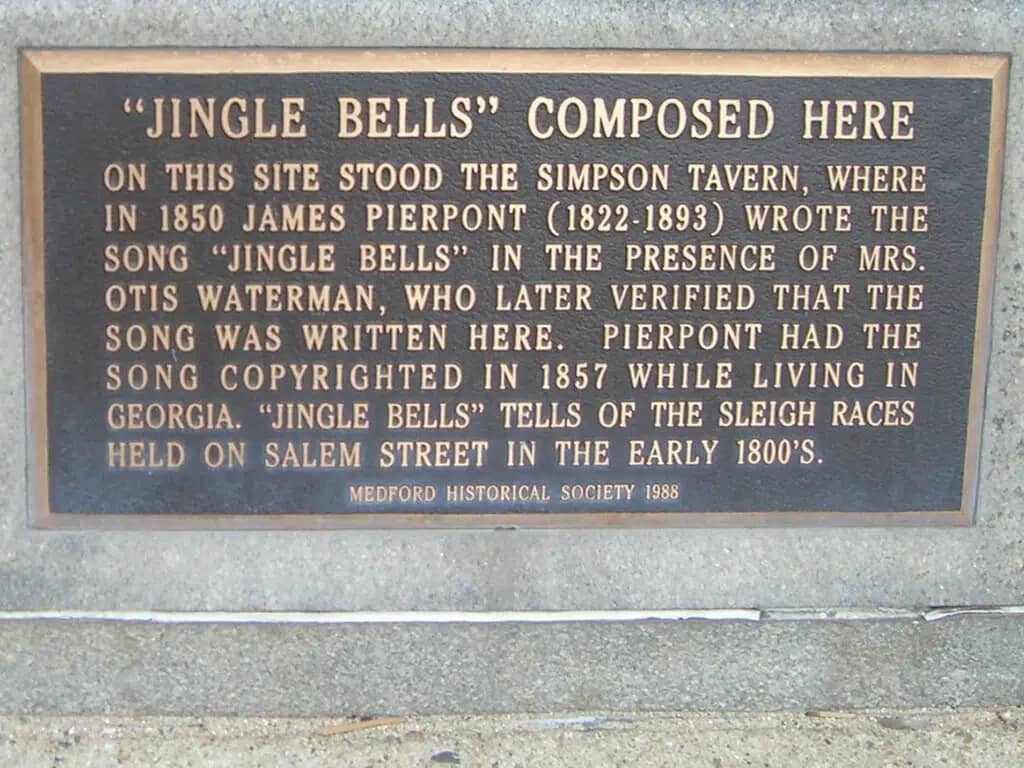 “JINGLE BELLS” COMPOSED HERE
ON THIS SITE STOOD THE SIMPSON TAVERN, WHERE
IN 1850 JAMES PIERPONT (1822-1893) WROTE THE
SONG “JINGLE BELLS” IN THE PRESENCE OF MRS.
OTIS WATERMAN, WHO LATER VERIFIED THAT THE
SONG WAS WRITTEN HERE. PIERPONT HAD THE
SONG COPYRIGHTED IN 1857 WHILE LIVING IN
GEORGIA. “JINGLE BELLS” TELLS OF THE SLEIGH RACES
HELD ON SALEM STREET IN THE EARLY 1800'S.
MEDFORD HISTORICAL SOCIETY 1988